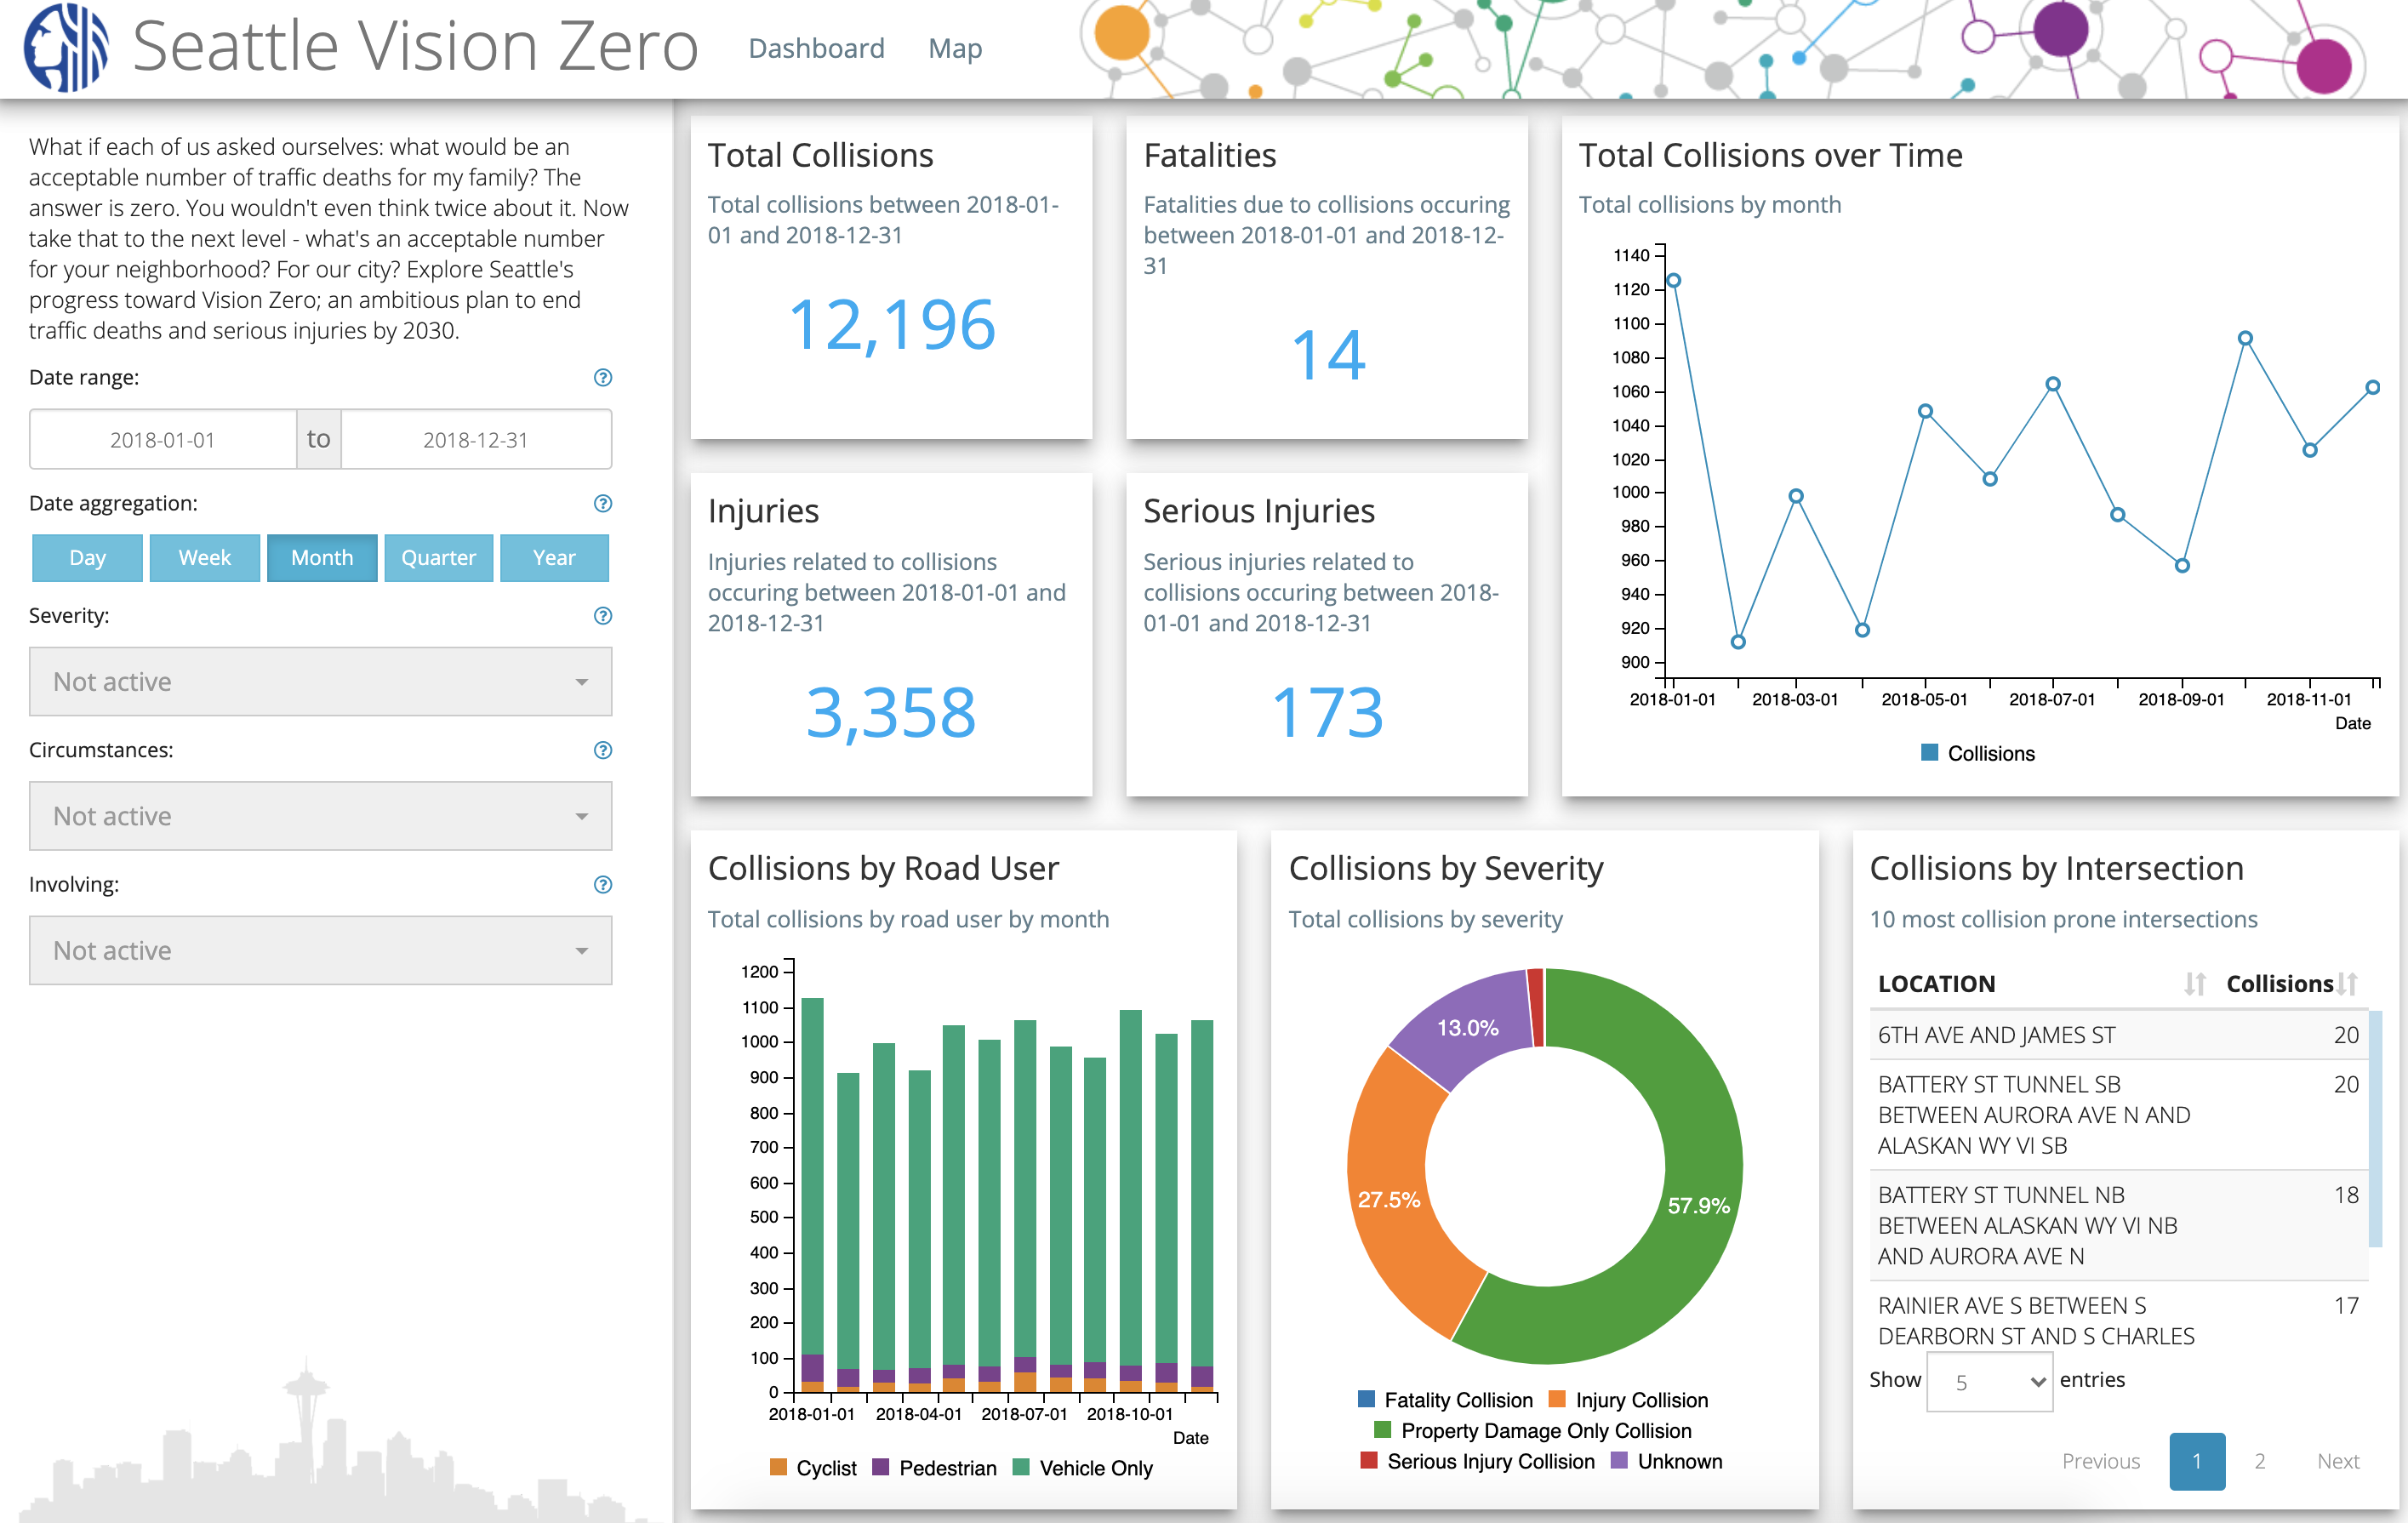 Seattle Vision Zero
Dashboard
Map
What if each of us asked ourselves: what would be an
acceptable number of traffic deaths for my family? The
answer is zero. You wouldn't even think twice about it. Now
take that to the next level - what's an acceptable number
for your neighborhood? For our city? Explore Seattle's
progress toward Vision Zero; an ambitious plan to end
traffic deaths and serious injuries by 2030.
Date range:
?
2018-01-01 to 2018-12-31
Date aggregation:
?
Day Week Month Quarter Year
Severity:
?
Not active
Circumstances:
?
Not active
Involving:
?
Not active
Total Collisions
Total collisions between 2018-01-
01 and 2018-12-31
12,196
Fatalities
Fatalities due to collisions occuring
between 2018-01-01 and 2018-12-
31
14
Injuries
Injuries related to collisions
occuring between 2018-01-01 and
2018-12-31
3,358
Serious Injuries
Serious injuries related to
collisions occuring between 2018-
01-01 and 2018-12-31
173
Total Collisions over Time
Total collisions by month
1140
1120
1100
1080
1060
1040
1020
1000
980
960
940
920
900
2018-01-01 2018-03-01 2018-05-01 2018-07-01 2018-09-01 2018-11-01
Date
Collisions
Collisions by Road User
Total collisions by road user by month
1200
1100
1000
900
800
700
600
500
400
300
200
100
0
2018-01-01 2018-04-01 2018-07-01 2018-10-01
Date
Cyclist Pedestrian Vehicle Only
Collisions by Severity
Total collisions by severity
13.0%
27.5%
57.9%
Fatality Collision Injury Collision
Property Damage Only Collision
Serious Injury Collision Unknown
Collisions by Intersection
10 most collision prone intersections
LOCATION Collisions
6TH AVE AND JAMES ST 20
BATTERY ST TUNNEL SB 20
BETWEEN AURORA AVE N AND
ALASKAN WY VI SB
BATTERY ST TUNNEL NB 18
BETWEEN ALASKAN WY VI NB
AND AURORA AVE N
RAINIER AVE S BETWEEN S 17
DEARBORN ST AND S CHARLES
Show 5 entries
Previous 1 2 Next